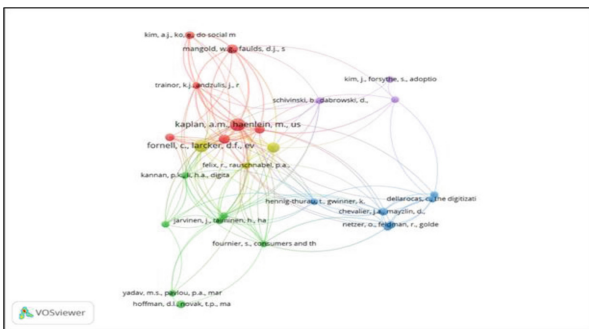 kim, a.j., ko, e., do social m
mangold, w.g., faulds, d.j., s
trainor, k.j., andzulis, j., r
kim, j., forsythe, s., adoptio
schivinski, b., dabrowski, d.,
kaplan, a.m., haenlein, m., us
fornell, c., larcker, d.f., ev
felix, r., rauschnabel, p.a.,
kannan, p.k., li, h.a., digita
hennig-thurau, t., gwinner, k.
dellarocas, c., the digitizati
chevalier, j.a., mayzlin, d.,
jarvinen, j., taiminen, h., ha
netzer, o., feldman, r., golde
fournier, s., consumers and th
yadav, m.s., pavlou, p.a., mar
hoffman, d.l., novak, t.p., ma
VOSviewer